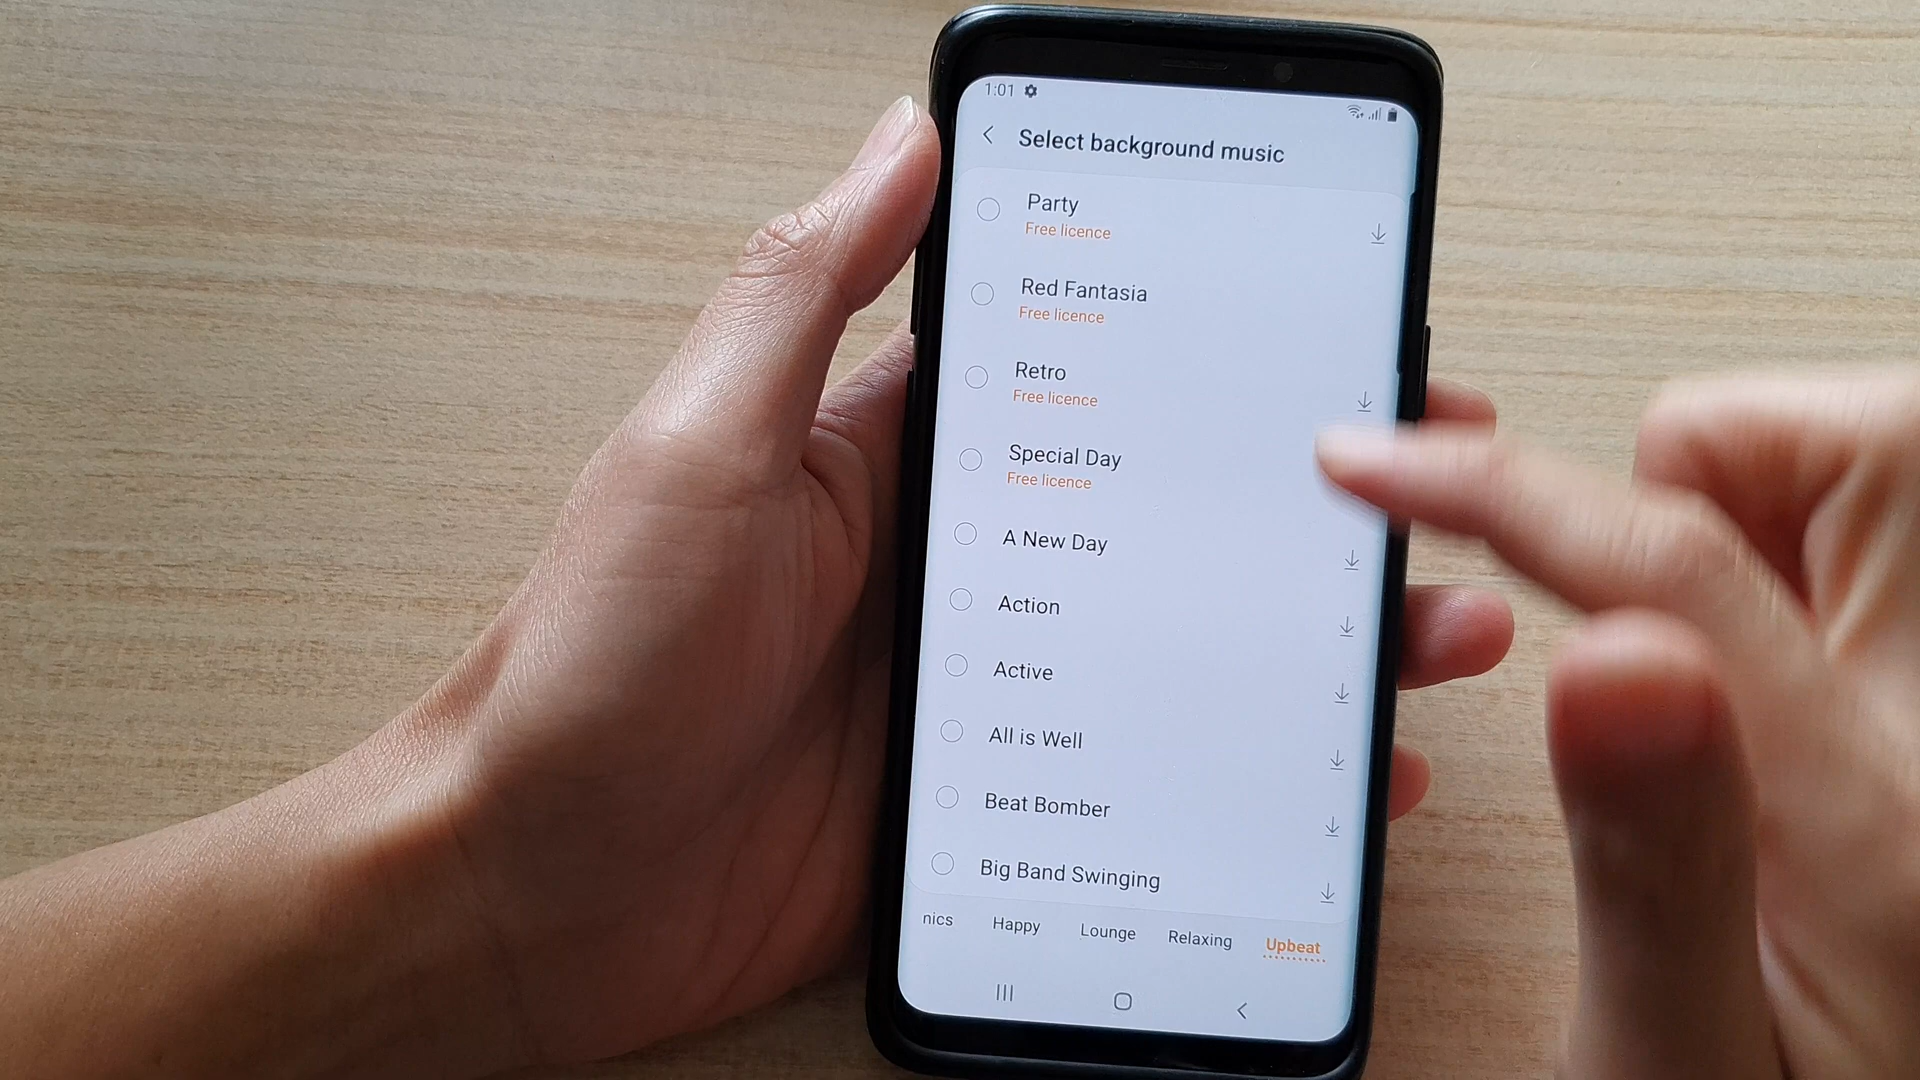 1:01
Select background music
Party
Free licence
Red Fantasia
Free licence
Retro
Free licence
Special Day
Free licence
A New Day
Action
Active
All is Well
Beat Bomber
Big Band Swinging
nics Happy Lounge Relaxing Upbeat